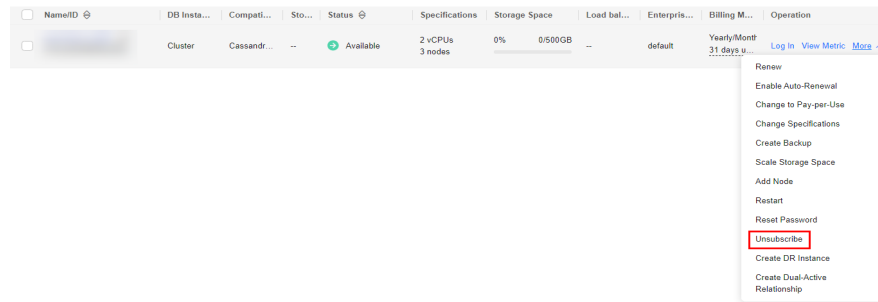 Name/ID DB Insta... Compati... Sto... Status Specifications Storage Space Load bal... Enterpris... Billing M... Operation
Cluster Cassandr... -- Available 2 vCPUs 0% 0/500GB -- default Yearly/Month Log In View Metric More
3 nodes 31 days u...
Renew
Enable Auto-Renewal
Change to Pay-per-Use
Change Specifications
Create Backup
Scale Storage Space
Add Node
Restart
Reset Password
Unsubscribe
Create DR Instance
Create Dual-Active
Relationship